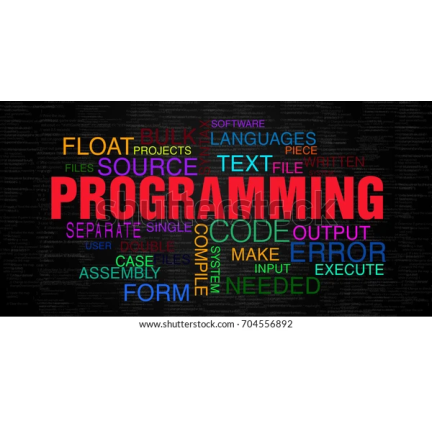 SOFTWARE
FLOAT BULK LANGUAGES
PROJECTS PIECE
FILES SOURCE TEXT FILE WRITTEN
PROGRAMMING
shutterstock
SEPARATE SINGLE CODE OUTPUT
USER DOUBLE COMPILE SYSTEM MAKE ERROR
CASE FILES INPUT EXECUTE
ASSEMBLY
FORM NEEDED
www.shutterstock.com · 704556892